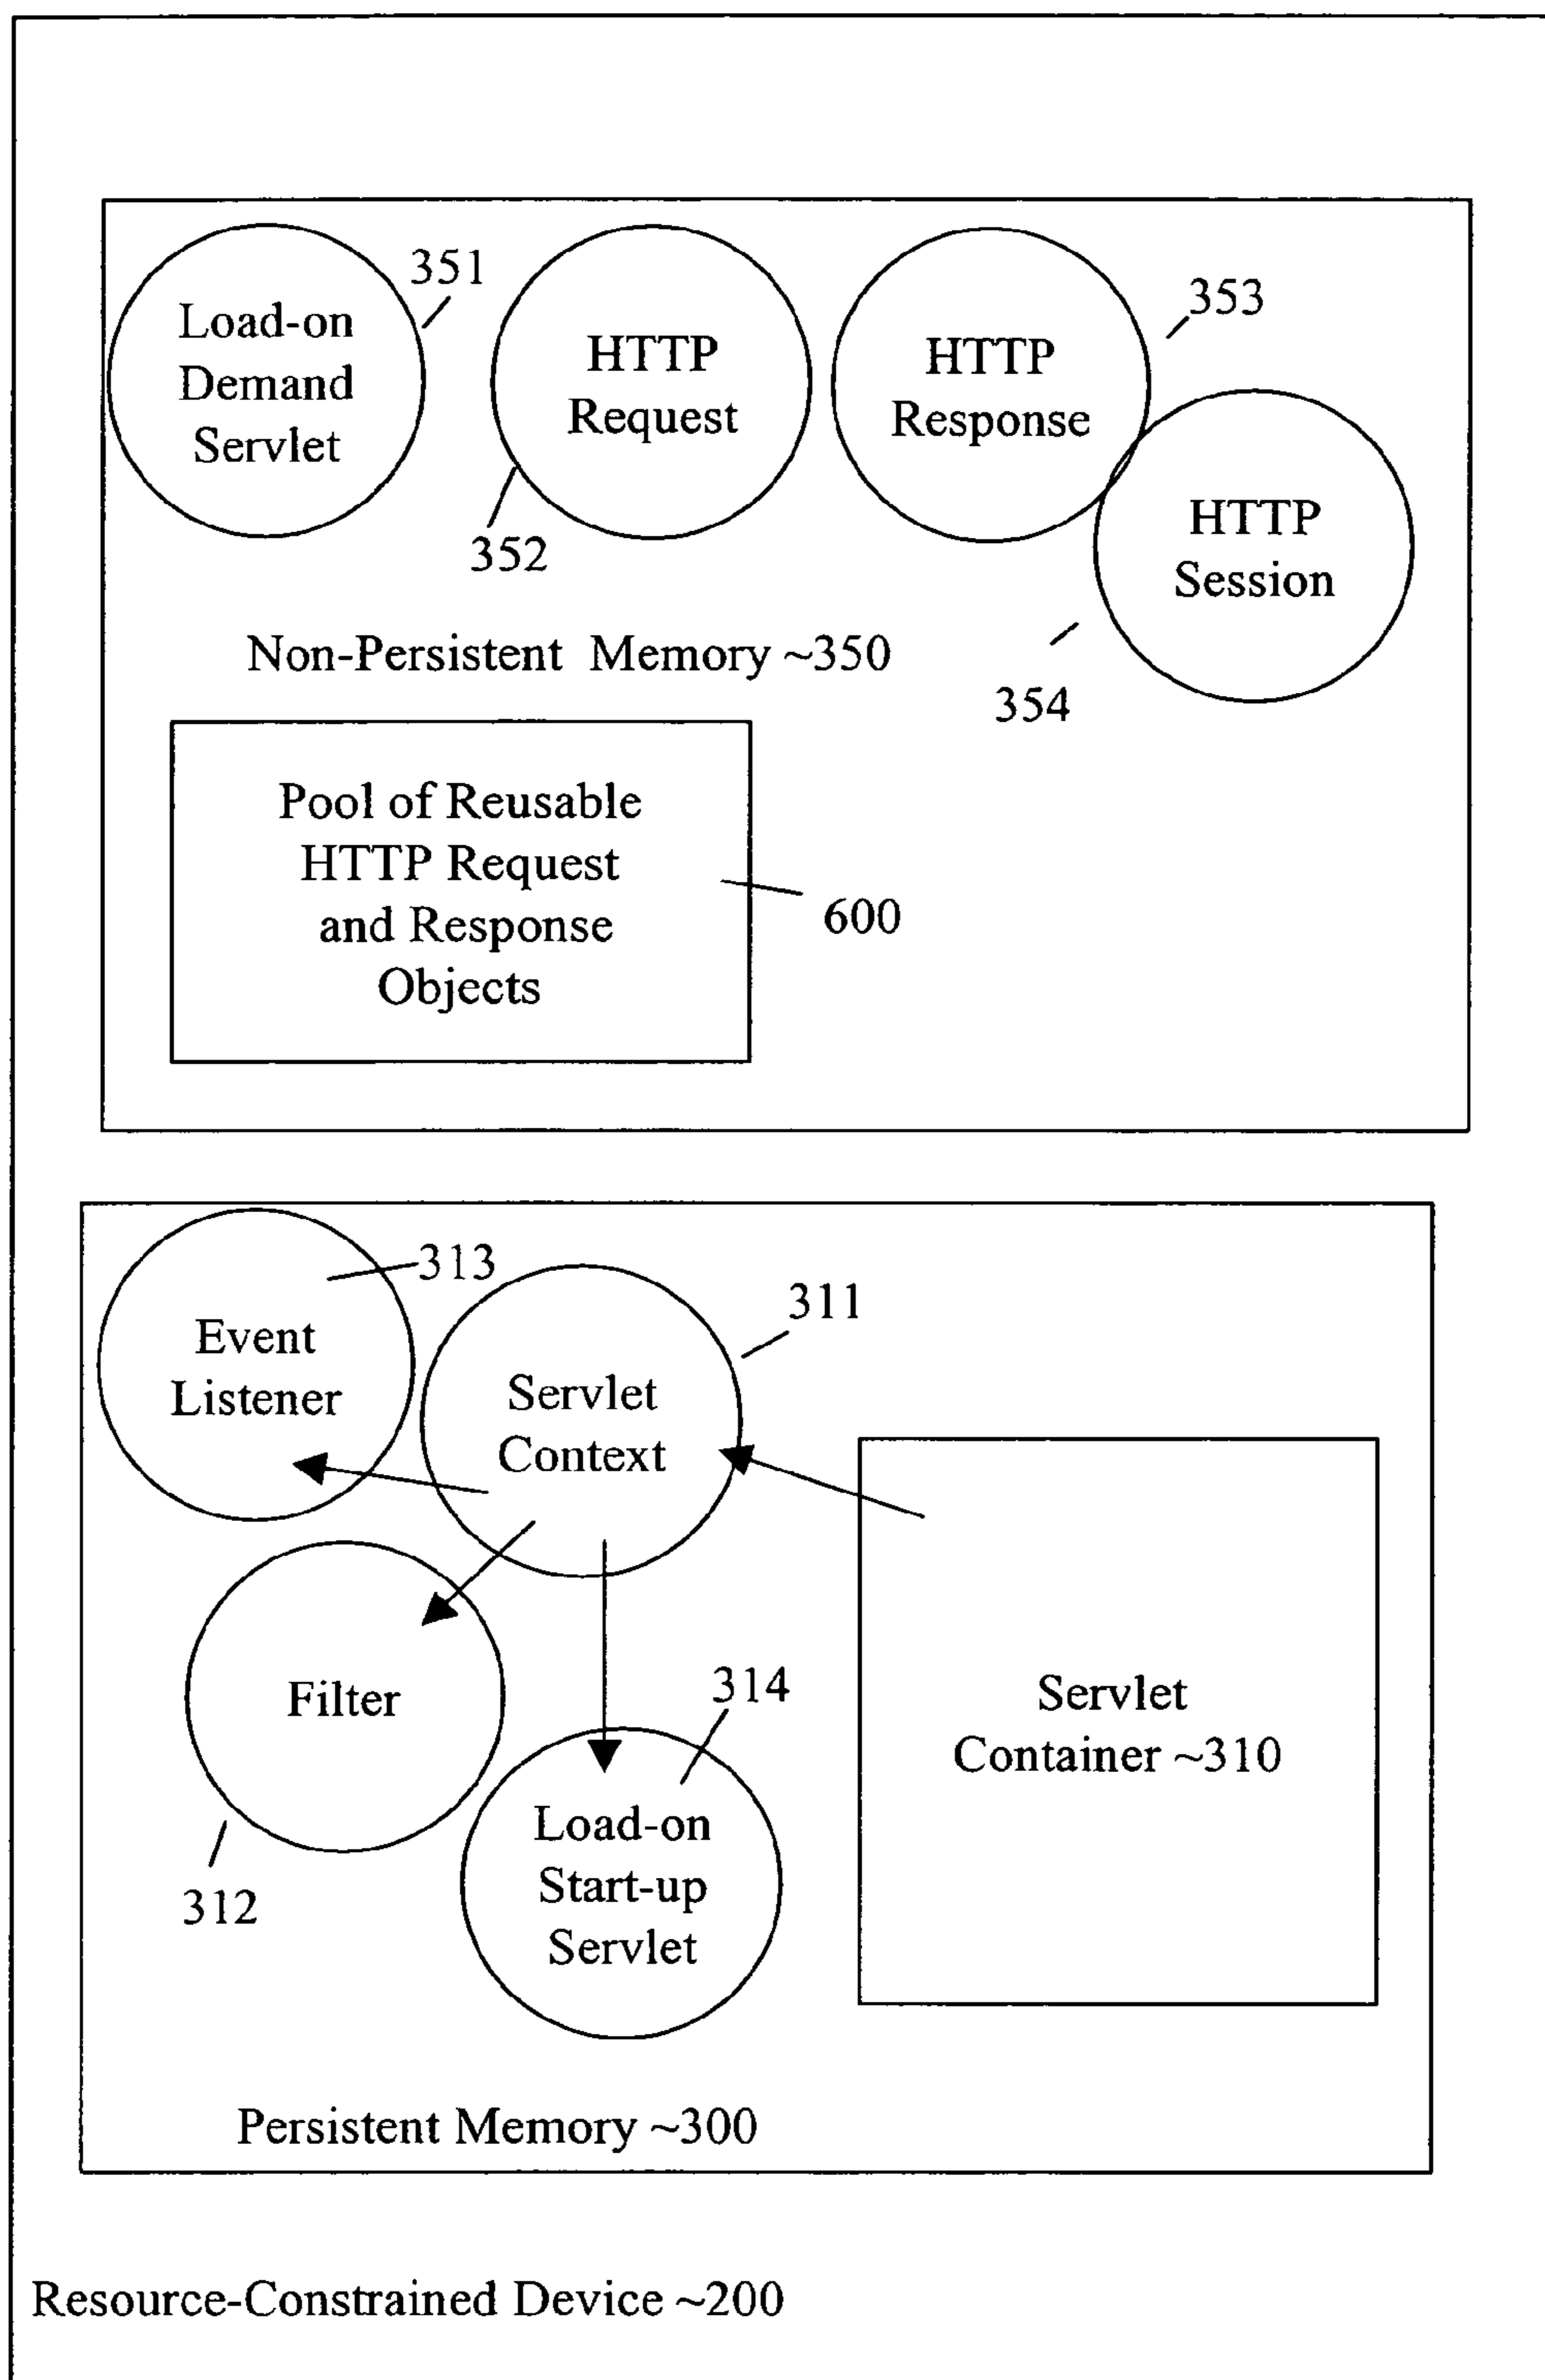 351
Load-on
Demand
Servlet
HTTP
Request
352
HTTP
Response
353
HTTP
Session
354
Non-Persistent Memory ~350
Pool of Reusable
HTTP Request
and Response
Objects
600
313
Event
Listener
311
Servlet
Context
Filter
312
314
Load-on
Start-up
Servlet
Servlet
Container ~310
Persistent Memory ~300
Resource-Constrained Device ~200